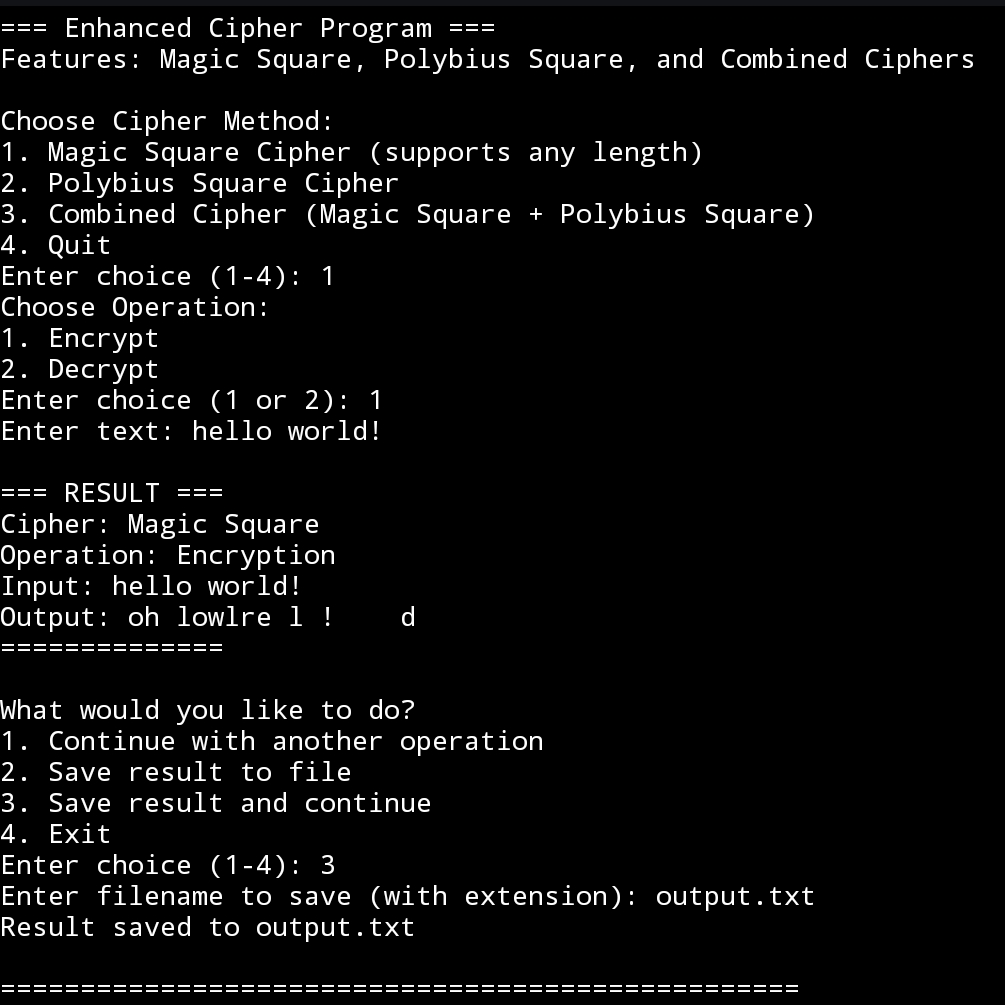 === Enhanced Cipher Program ===
Features: Magic Square, Polybius Square, and Combined Ciphers
Choose Cipher Method:
1. Magic Square Cipher (supports any length)
2. Polybius Square Cipher
3. Combined Cipher (Magic Square + Polybius Square)
4. Quit
Enter choice (1-4): 1
Choose Operation:
1. Encrypt
2. Decrypt
Enter choice (1 or 2): 1
Enter text: hello world!
=== RESULT ===
Cipher: Magic Square
Operation: Encryption
Input: hello world!
Output: oh lowlre l !    d
==============
What would you like to do?
1. Continue with another operation
2. Save result to file
3. Save result and continue
4. Exit
Enter choice (1-4): 3
Enter filename to save (with extension): output.txt
Result saved to output.txt
==================================================